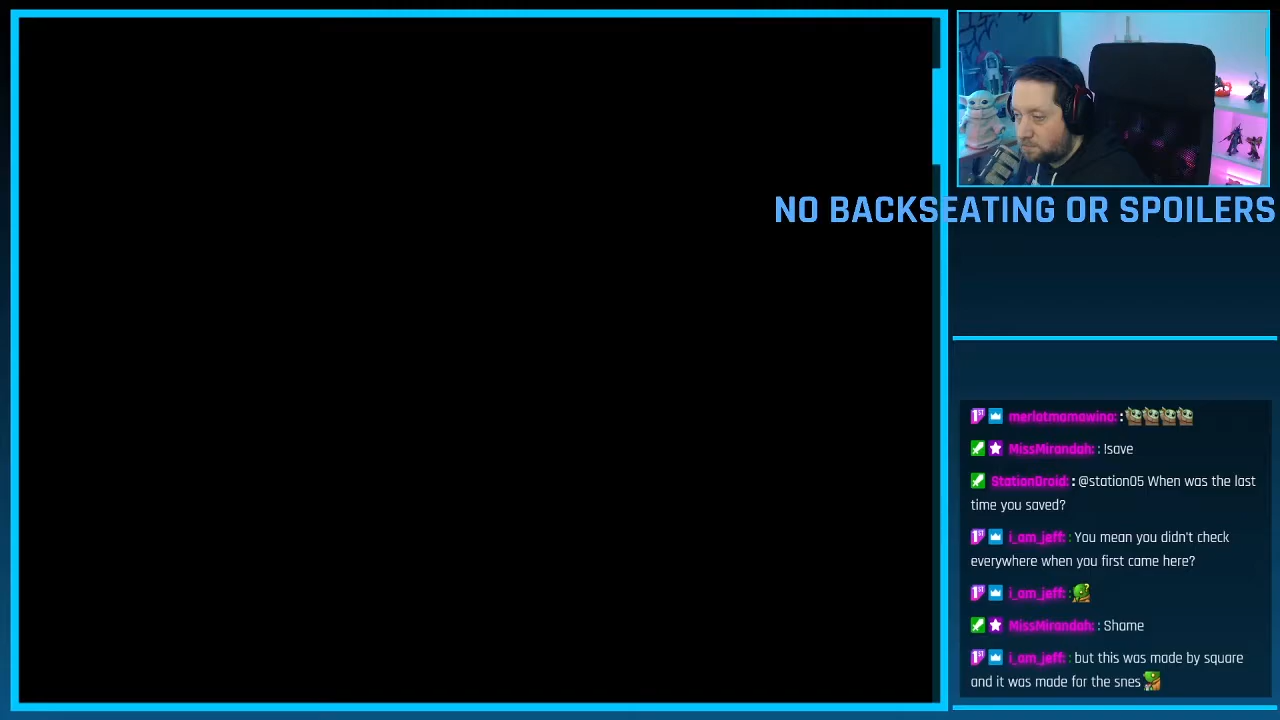 NO BACKSEATING OR SPOILERS
merlotmamawino: :
MissMirandah: : !save
StationDroid: : @station05 When was the last
time you saved?
i_am_jeff: : You mean you didn't check
everywhere when you first came here?
i_am_jeff: :
MissMirandah: : Shame
i_am_jeff: : but this was made by square
and it was made for the snes